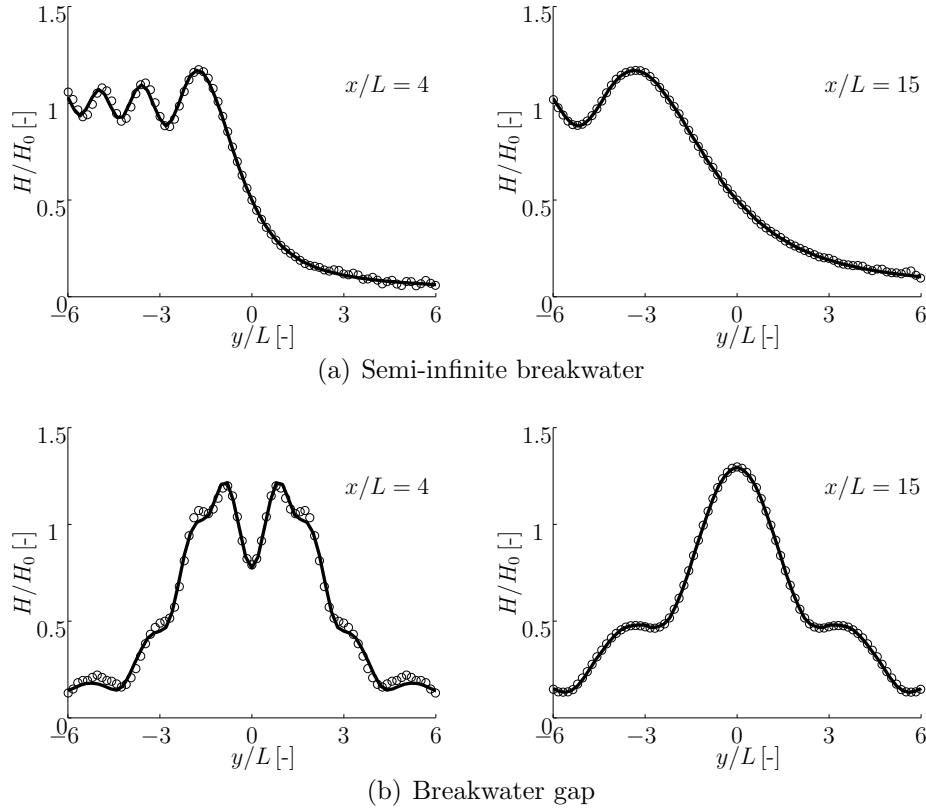 1.5
1
0.5
0
H/H₀ [-]
x/L = 4
−6 −3 0 3 6
y/L [-]
1.5
1
0.5
0
H/H₀ [-]
x/L = 15
−6 −3 0 3 6
y/L [-]
(a) Semi-infinite breakwater
1.5
1
0.5
0
H/H₀ [-]
x/L = 4
−6 −3 0 3 6
y/L [-]
1.5
1
0.5
0
H/H₀ [-]
x/L = 15
−6 −3 0 3 6
y/L [-]
(b) Breakwater gap